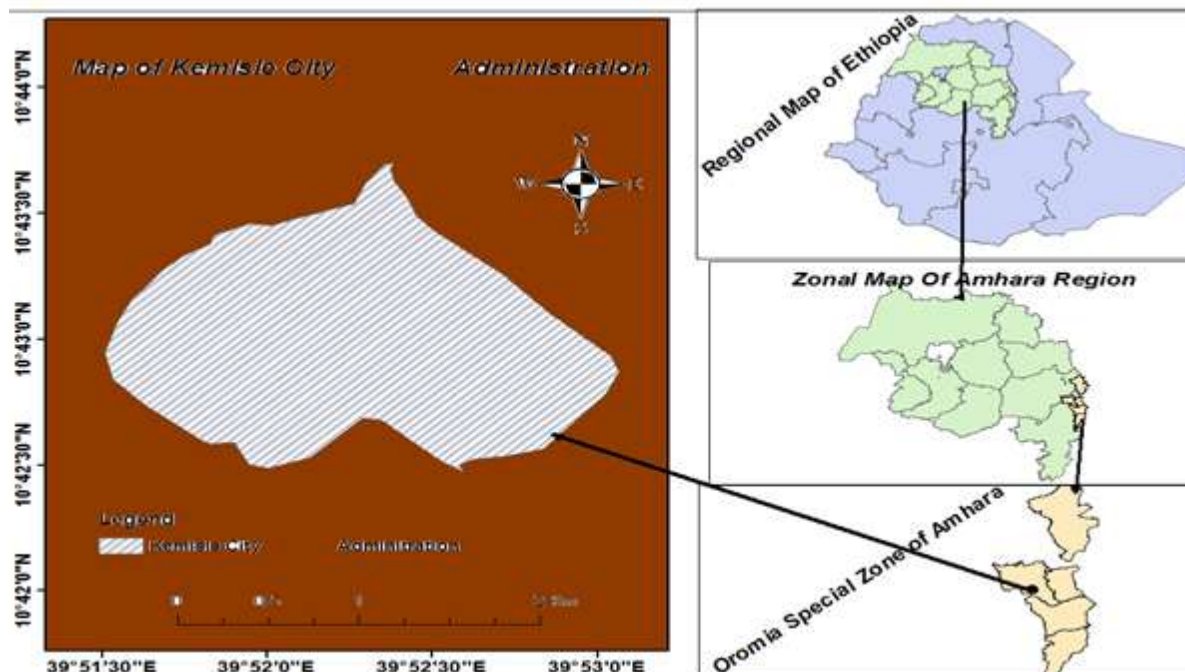 Map of Kemisie City Administration
10°44'0"N
10°43'30"N
10°43'0"N
10°42'30"N
10°42'0"N
N
Legend
Kemisie City Administration
39°51'30"E
39°52'0"E
39°52'30"E
39°53'0"E
Regional Map of Ethiopia
Zonal Map Of Amhara Region
Oromia Special Zone of Amhara